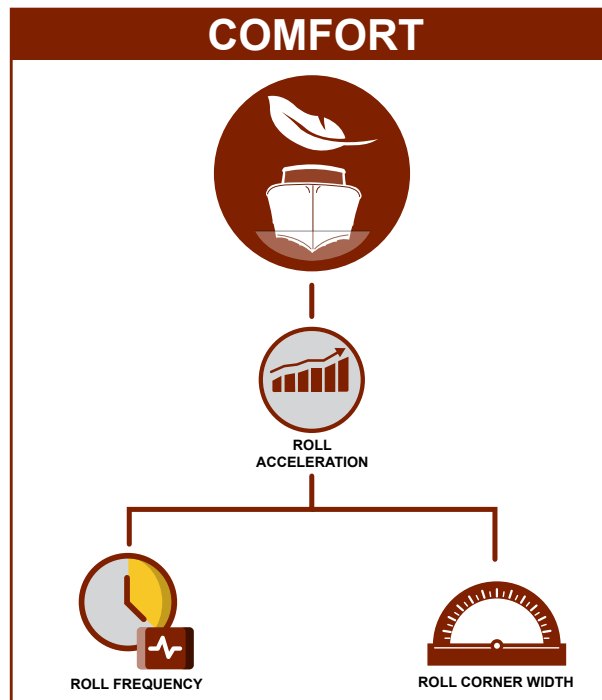 COMFORT
ROLL
ACCELERATION
ROLL FREQUENCY
ROLL CORNER WIDTH